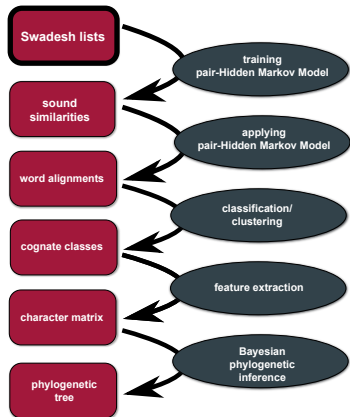 Swadesh lists
training
pair-Hidden Markov Model
sound
similarities
applying
pair-Hidden Markov Model
word alignments
classification/
clustering
cognate classes
feature extraction
character matrix
Bayesian
phylogenetic
inference
phylogenetic
tree